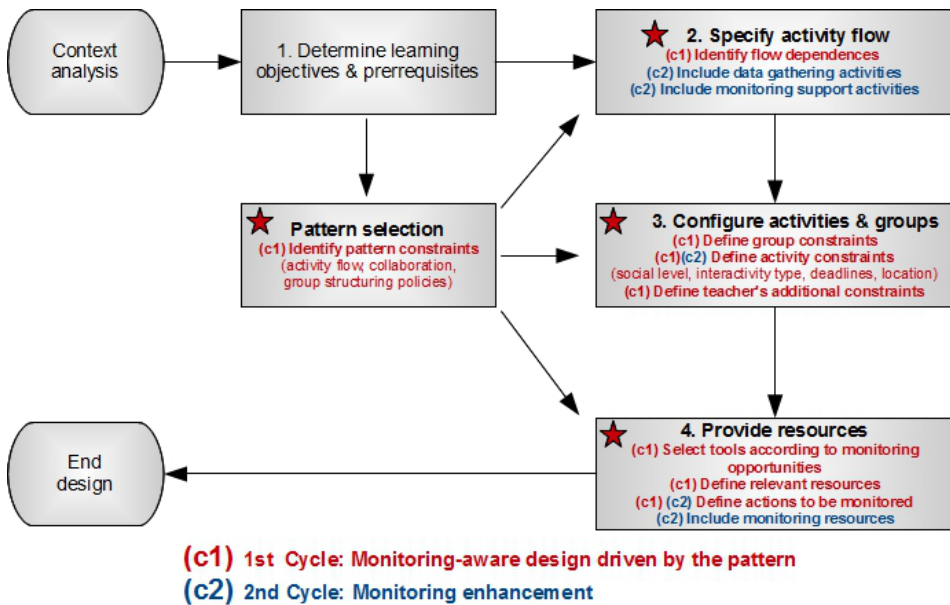 Context
analysis
1. Determine learning
objectives & prerrequisites
2. Specify activity flow
(c1) Identify flow dependences
(c2) Include data gathering activities
(c2) Include monitoring support activities
Pattern selection
(c1) Identify pattern constraints
(activity flow, collaboration,
group structuring policies)
3. Configure activities & groups
(c1) Define group constraints
(c1)(c2) Define activity constraints
(social level, interactivity type, deadlines, location)
(c1) Define teacher's additional constraints
4. Provide resources
(c1) Select tools according to monitoring
opportunities
(c1) Define relevant resources
(c1) (c2) Define actions to be monitored
(c2) Include monitoring resources
End
design
(c1) 1st Cycle: Monitoring-aware design driven by the pattern
(c2) 2nd Cycle: Monitoring enhancement